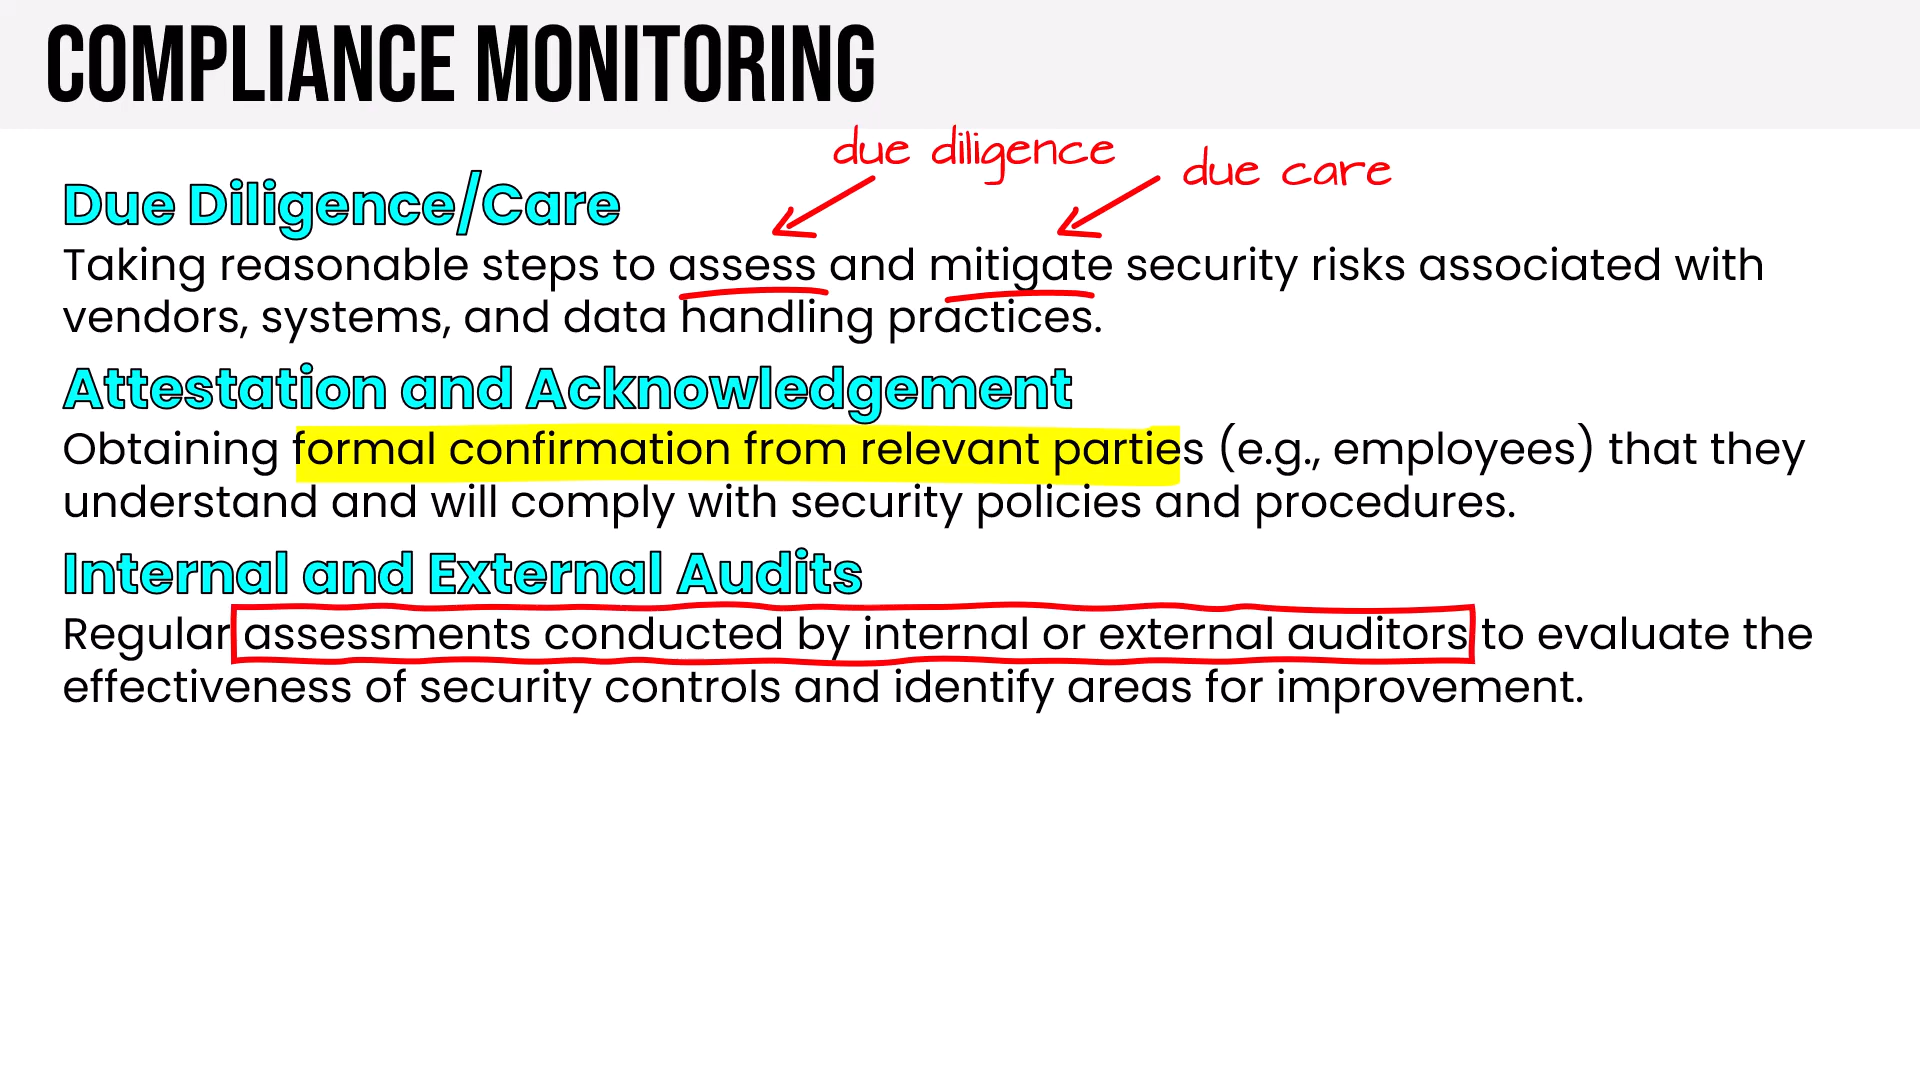 COMPLIANCE MONITORING
due diligence
due care
Due Diligence/Care
Taking reasonable steps to assess and mitigate security risks associated with
vendors, systems, and data handling practices.
Attestation and Acknowledgement
Obtaining formal confirmation from relevant parties (e.g., employees) that they
understand and will comply with security policies and procedures.
Internal and External Audits
Regular assessments conducted by internal or external auditors to evaluate the
effectiveness of security controls and identify areas for improvement.